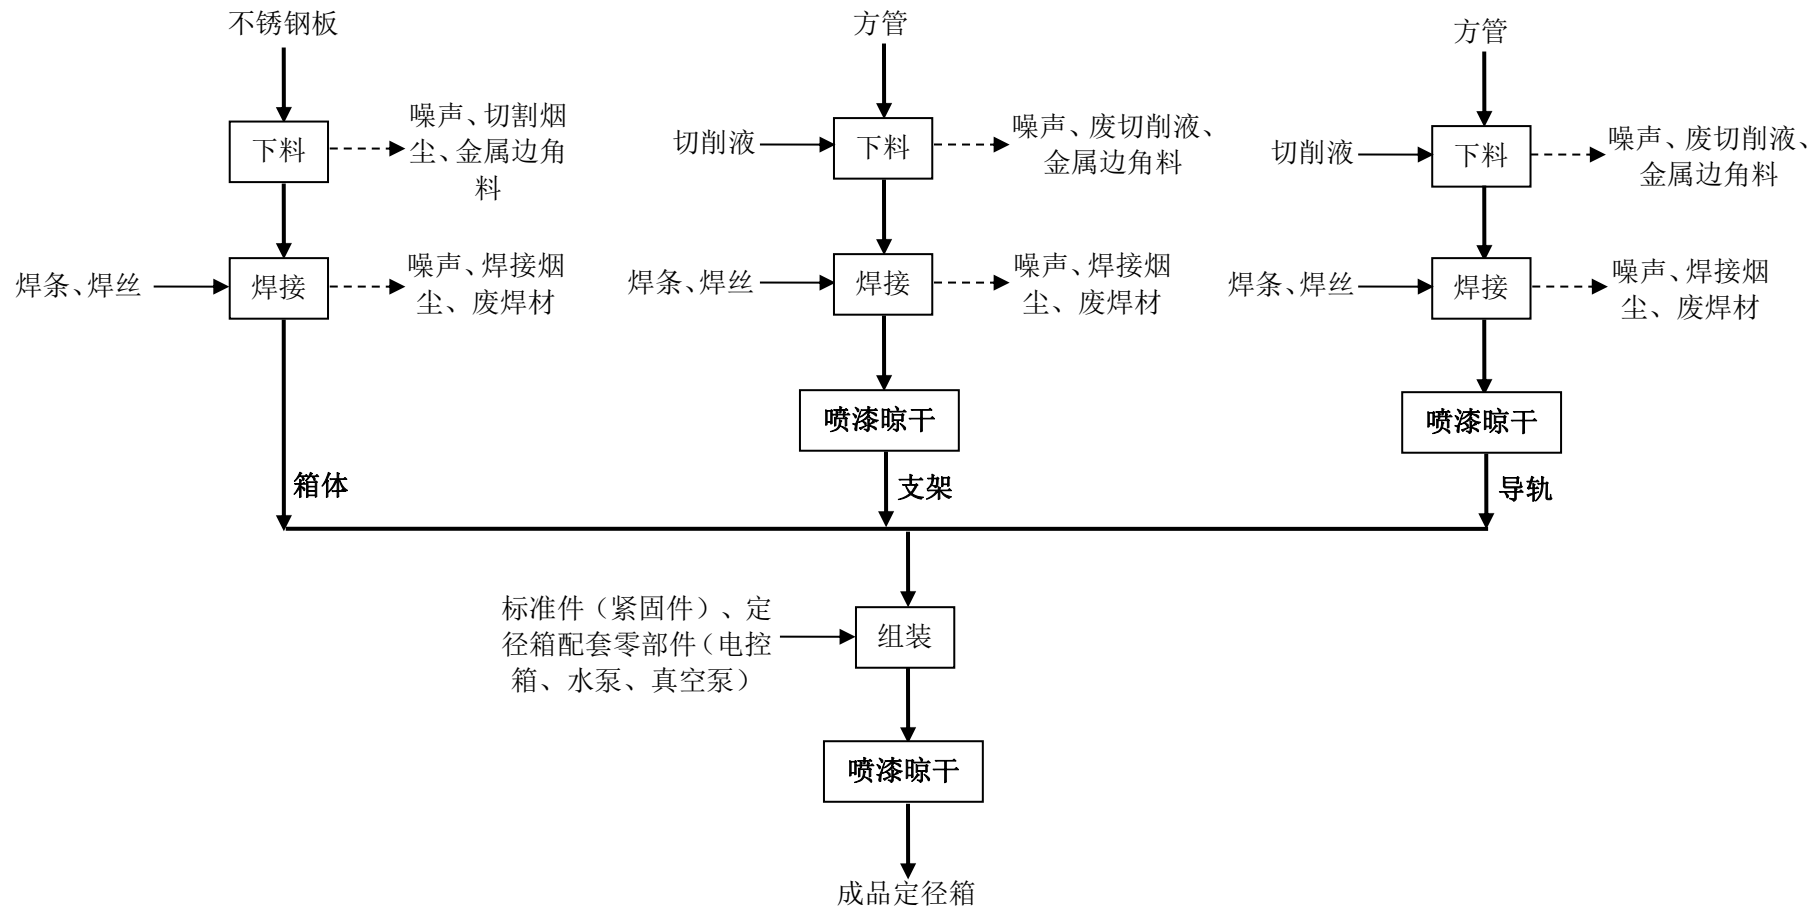 不锈钢板
方管
方管
噪声、切割烟
尘、金属边角
料
下料
切削液
下料
噪声、废切削液、
金属边角料
切削液
下料
噪声、废切削液、
金属边角料
焊条、焊丝
焊接
噪声、焊接烟
尘、废焊材
焊条、焊丝
焊接
噪声、焊接烟
尘、废焊材
焊条、焊丝
焊接
噪声、焊接烟
尘、废焊材
喷漆晾干
喷漆晾干
箱体
支架
导轨
标准件（紧固件）、定
径箱配套零部件（电控
箱、水泵、真空泵）
组装
喷漆晾干
成品定径箱